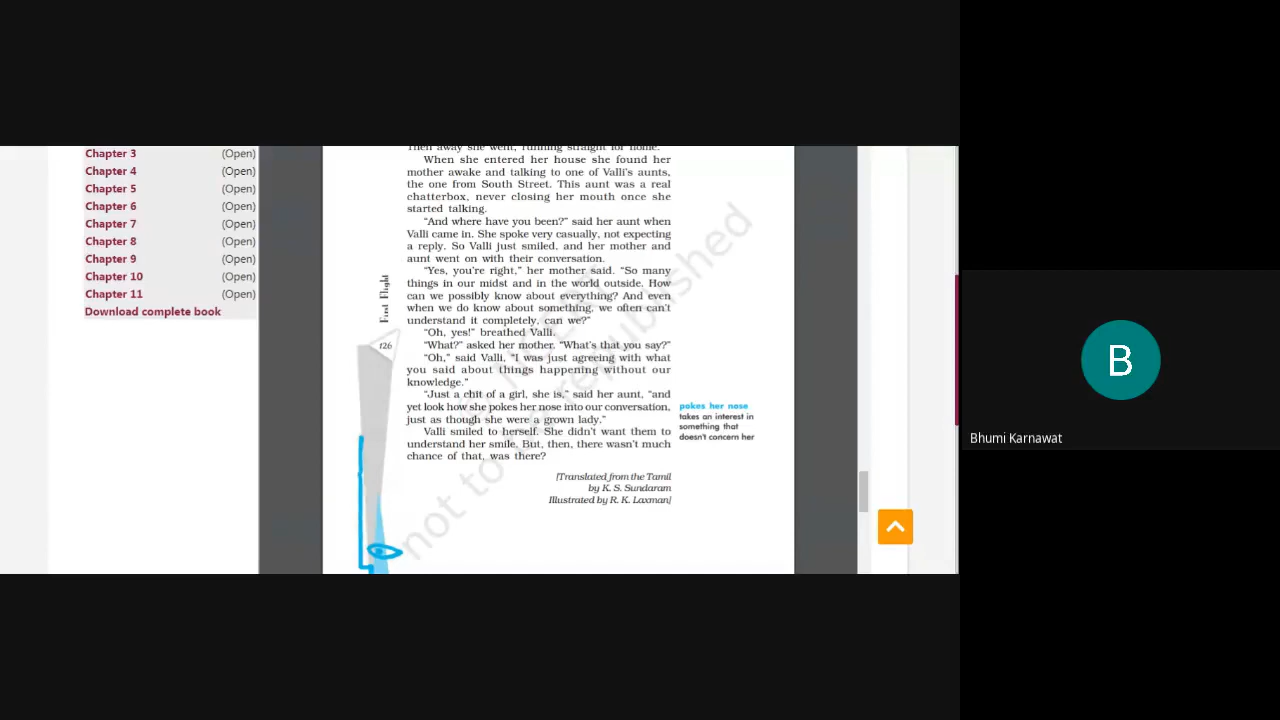 Chapter 3 (Open)
Chapter 4 (Open)
Chapter 5 (Open)
Chapter 6 (Open)
Chapter 7 (Open)
Chapter 8 (Open)
Chapter 9 (Open)
Chapter 10 (Open)
Chapter 11 (Open)
Download complete book
First Flight
126
Then away she went, running straight for home.
When she entered her house she found her
mother awake and talking to one of Valli's aunts,
the one from South Street. This aunt was a real
chatterbox, never closing her mouth once she
started talking.
“And where have you been?” said her aunt when
Valli came in. She spoke very casually, not expecting
a reply. So Valli just smiled, and her mother and
aunt went on with their conversation.
“Yes, you're right,” her mother said. “So many
things in our midst and in the world outside. How
can we possibly know about everything? And even
when we do know about something, we often can't
understand it completely, can we?”
“Oh, yes!” breathed Valli.
“What?” asked her mother. “What's that you say?”
“Oh,” said Valli, “I was just agreeing with what
you said about things happening without our
knowledge.”
“Just a chit of a girl, she is,” said her aunt, “and
yet look how she pokes her nose into our conversation,
just as though she were a grown lady.”
Valli smiled to herself. She didn't want them to
understand her smile. But, then, there wasn't much
chance of that, was there?
[Translated from the Tamil
by K. S. Sundaram
Illustrated by R. K. Laxman]
pokes her nose
takes an interest in
something that
doesn't concern her
not to be republished
B
Bhumi Karnawat